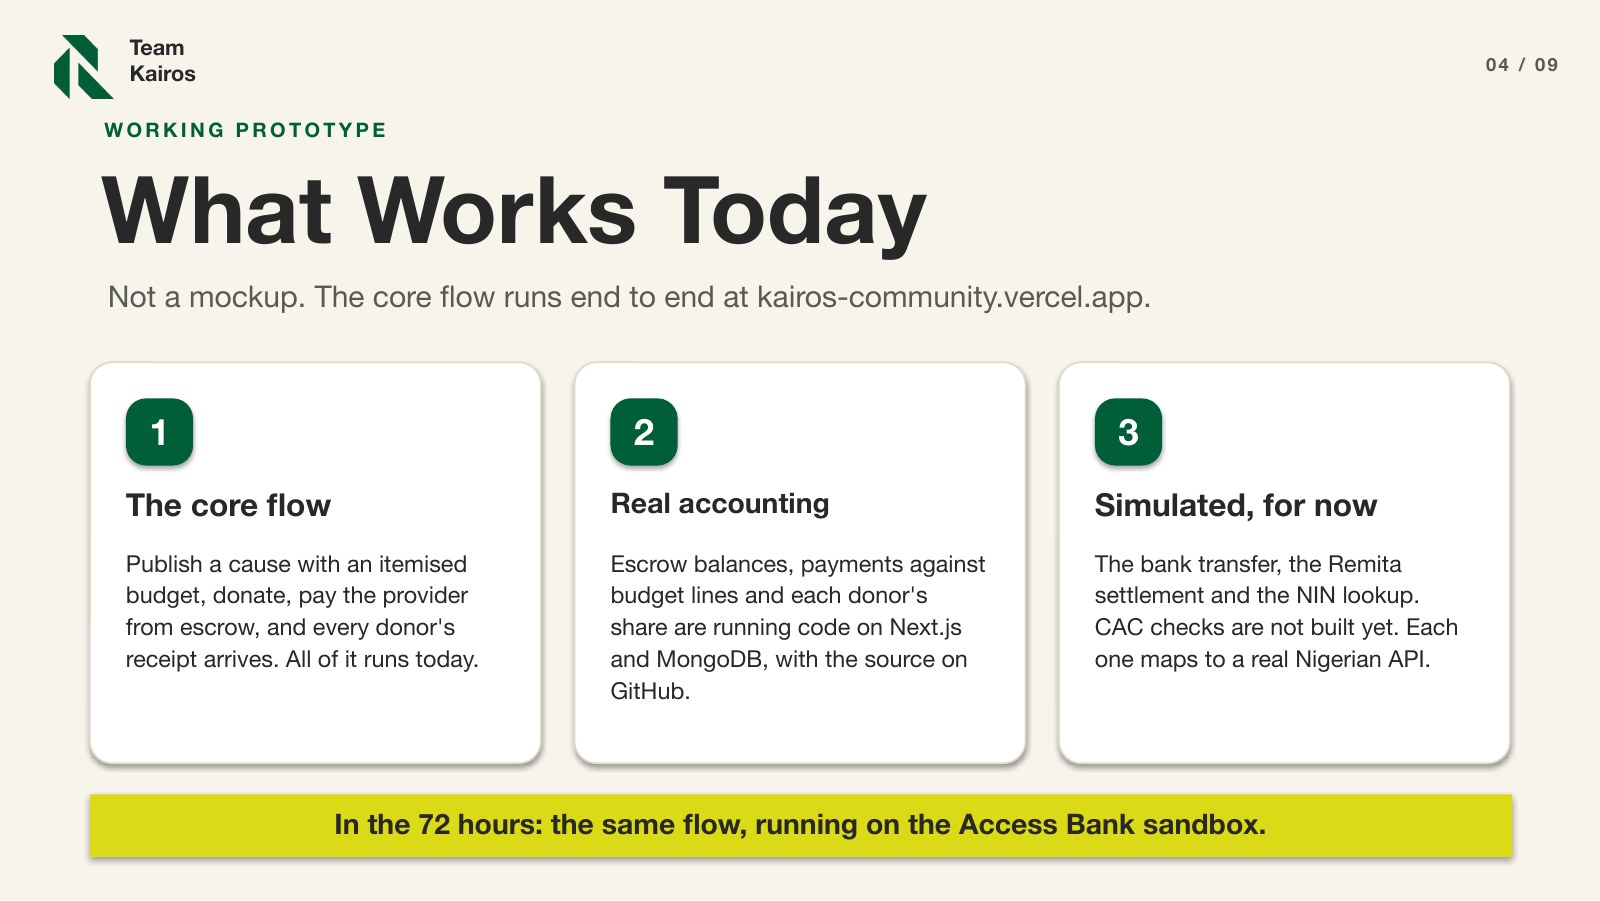 Team
Kairos
04 / 09
WORKING PROTOTYPE
What Works Today
Not a mockup. The core flow runs end to end at kairos-community.vercel.app.
1
The core flow
Publish a cause with an itemised
budget, donate, pay the provider
from escrow, and every donor's
receipt arrives. All of it runs today.
2
Real accounting
Escrow balances, payments against
budget lines and each donor's
share are running code on Next.js
and MongoDB, with the source on
GitHub.
3
Simulated, for now
The bank transfer, the Remita
settlement and the NIN lookup.
CAC checks are not built yet. Each
one maps to a real Nigerian API.
In the 72 hours: the same flow, running on the Access Bank sandbox.